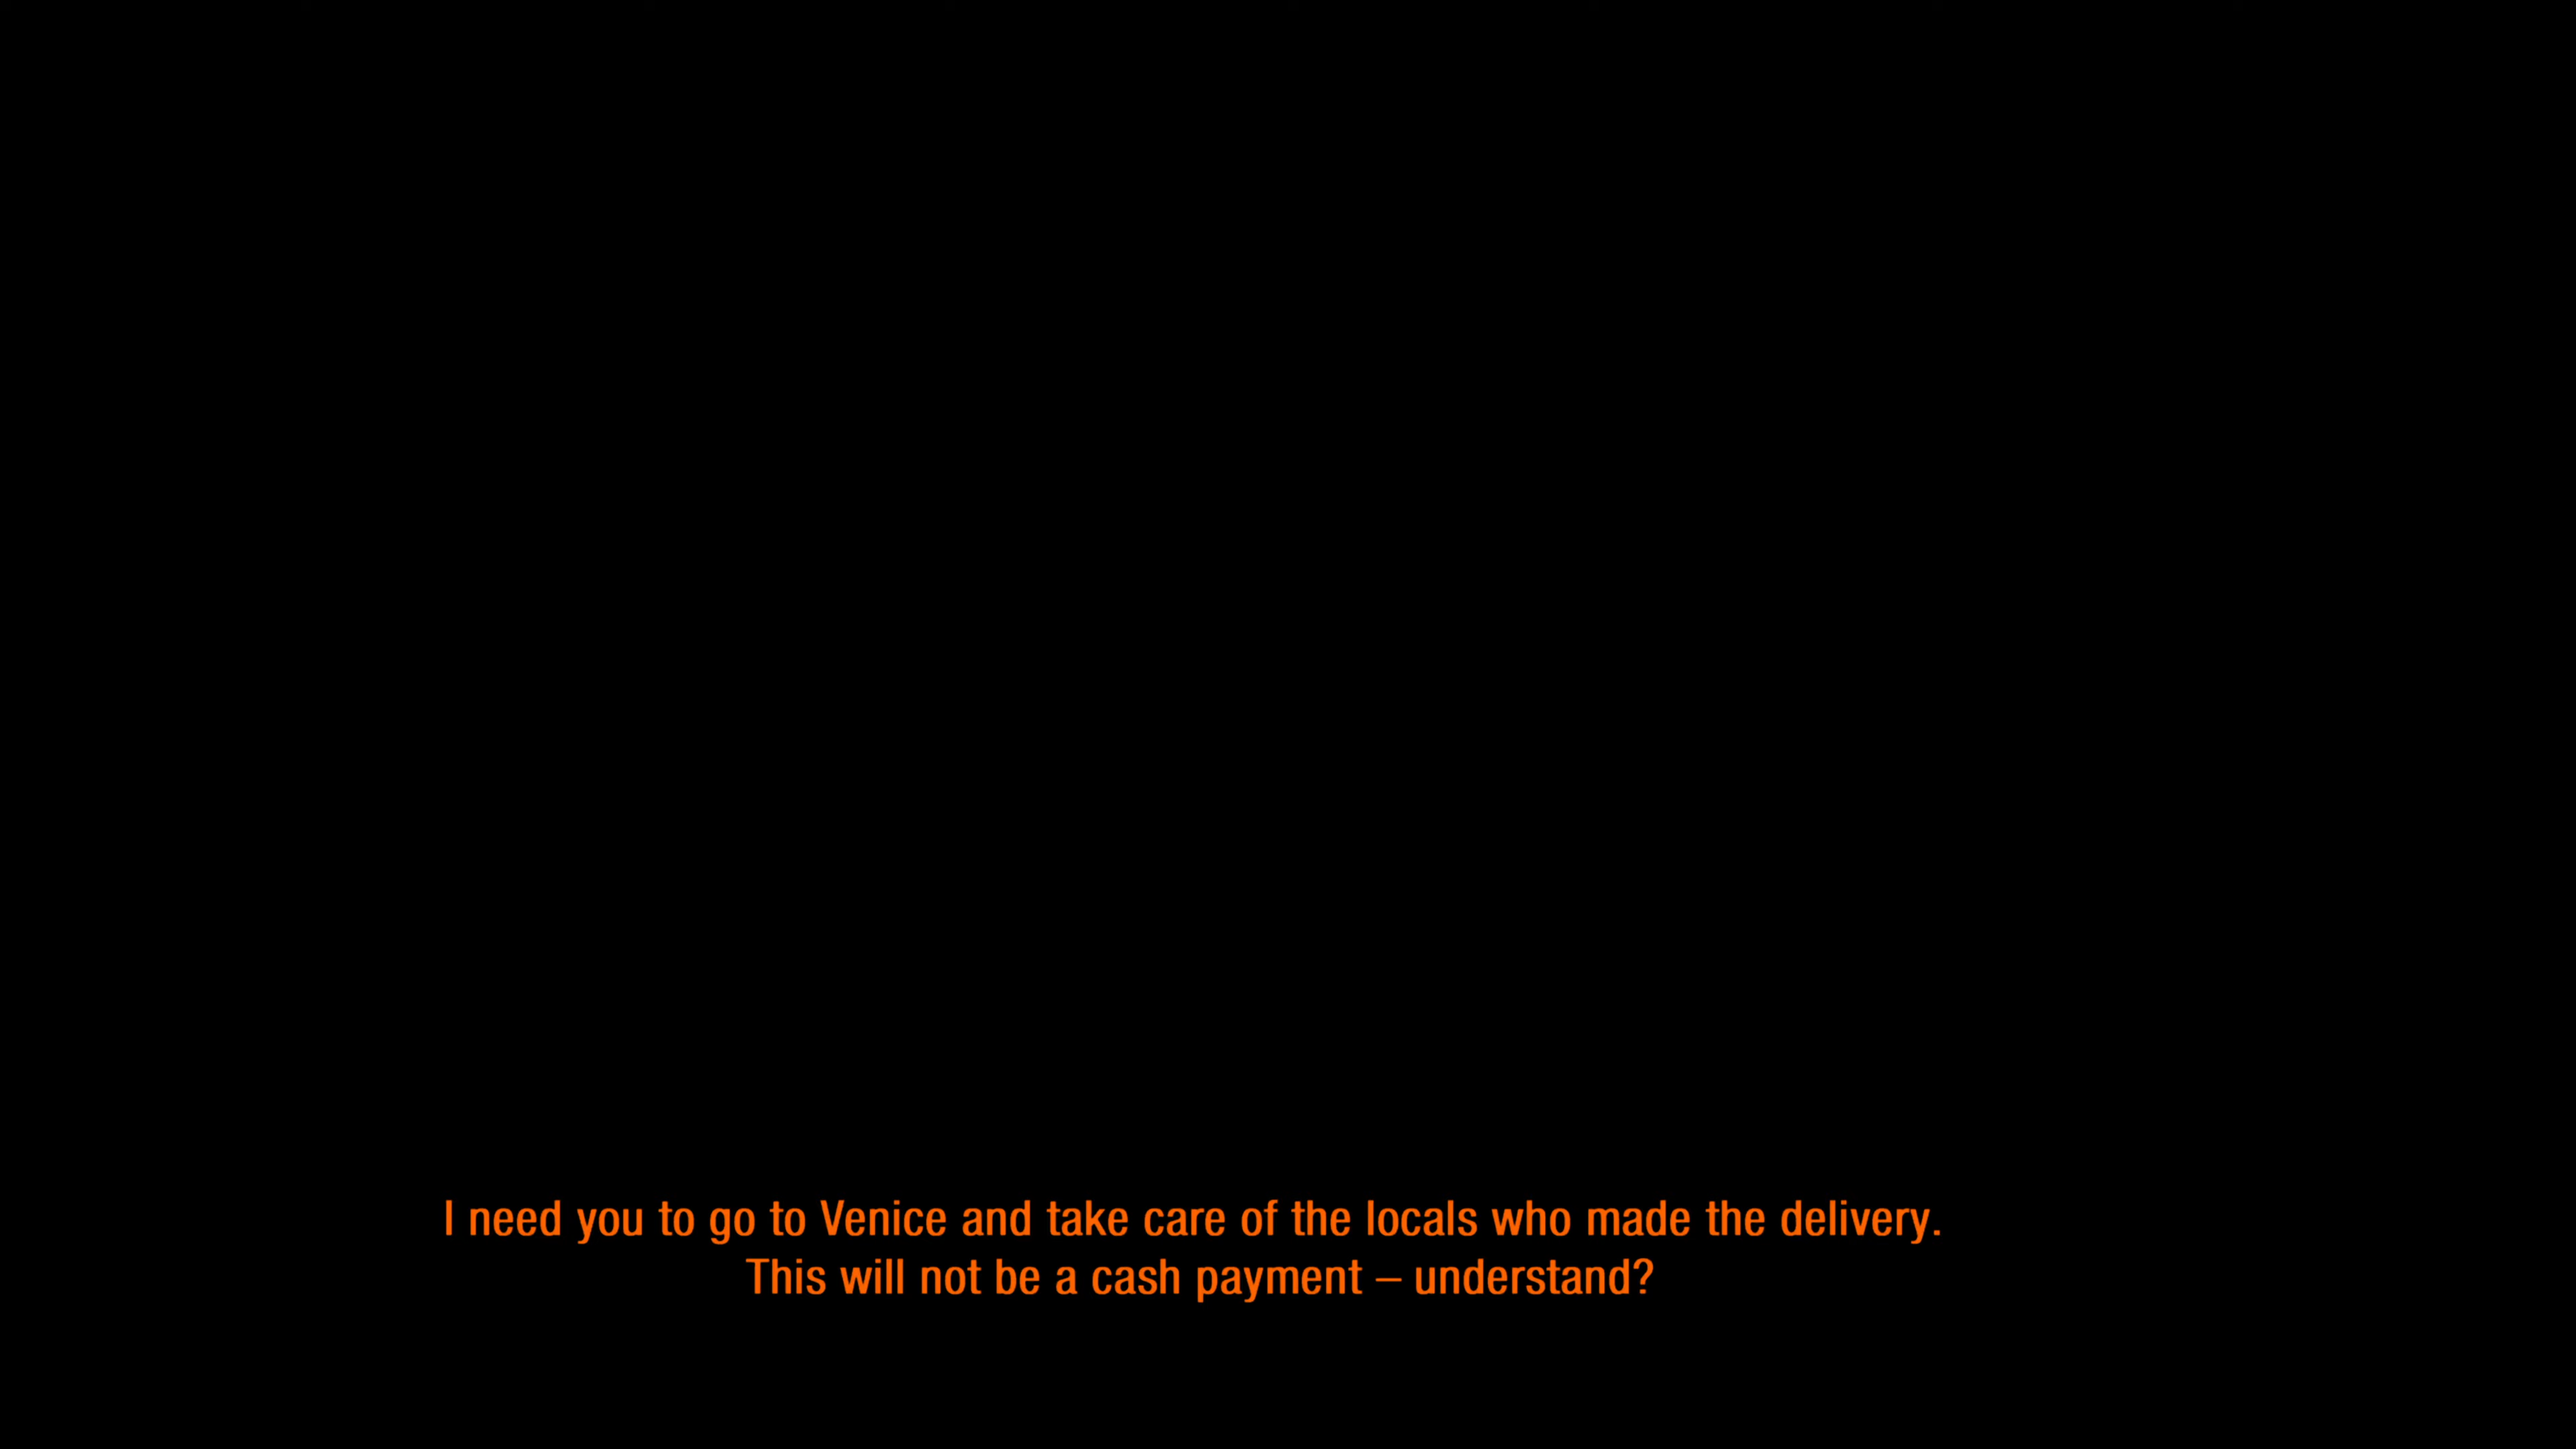 I need you to go to Venice and take care of the locals who made the delivery.
This will not be a cash payment – understand?